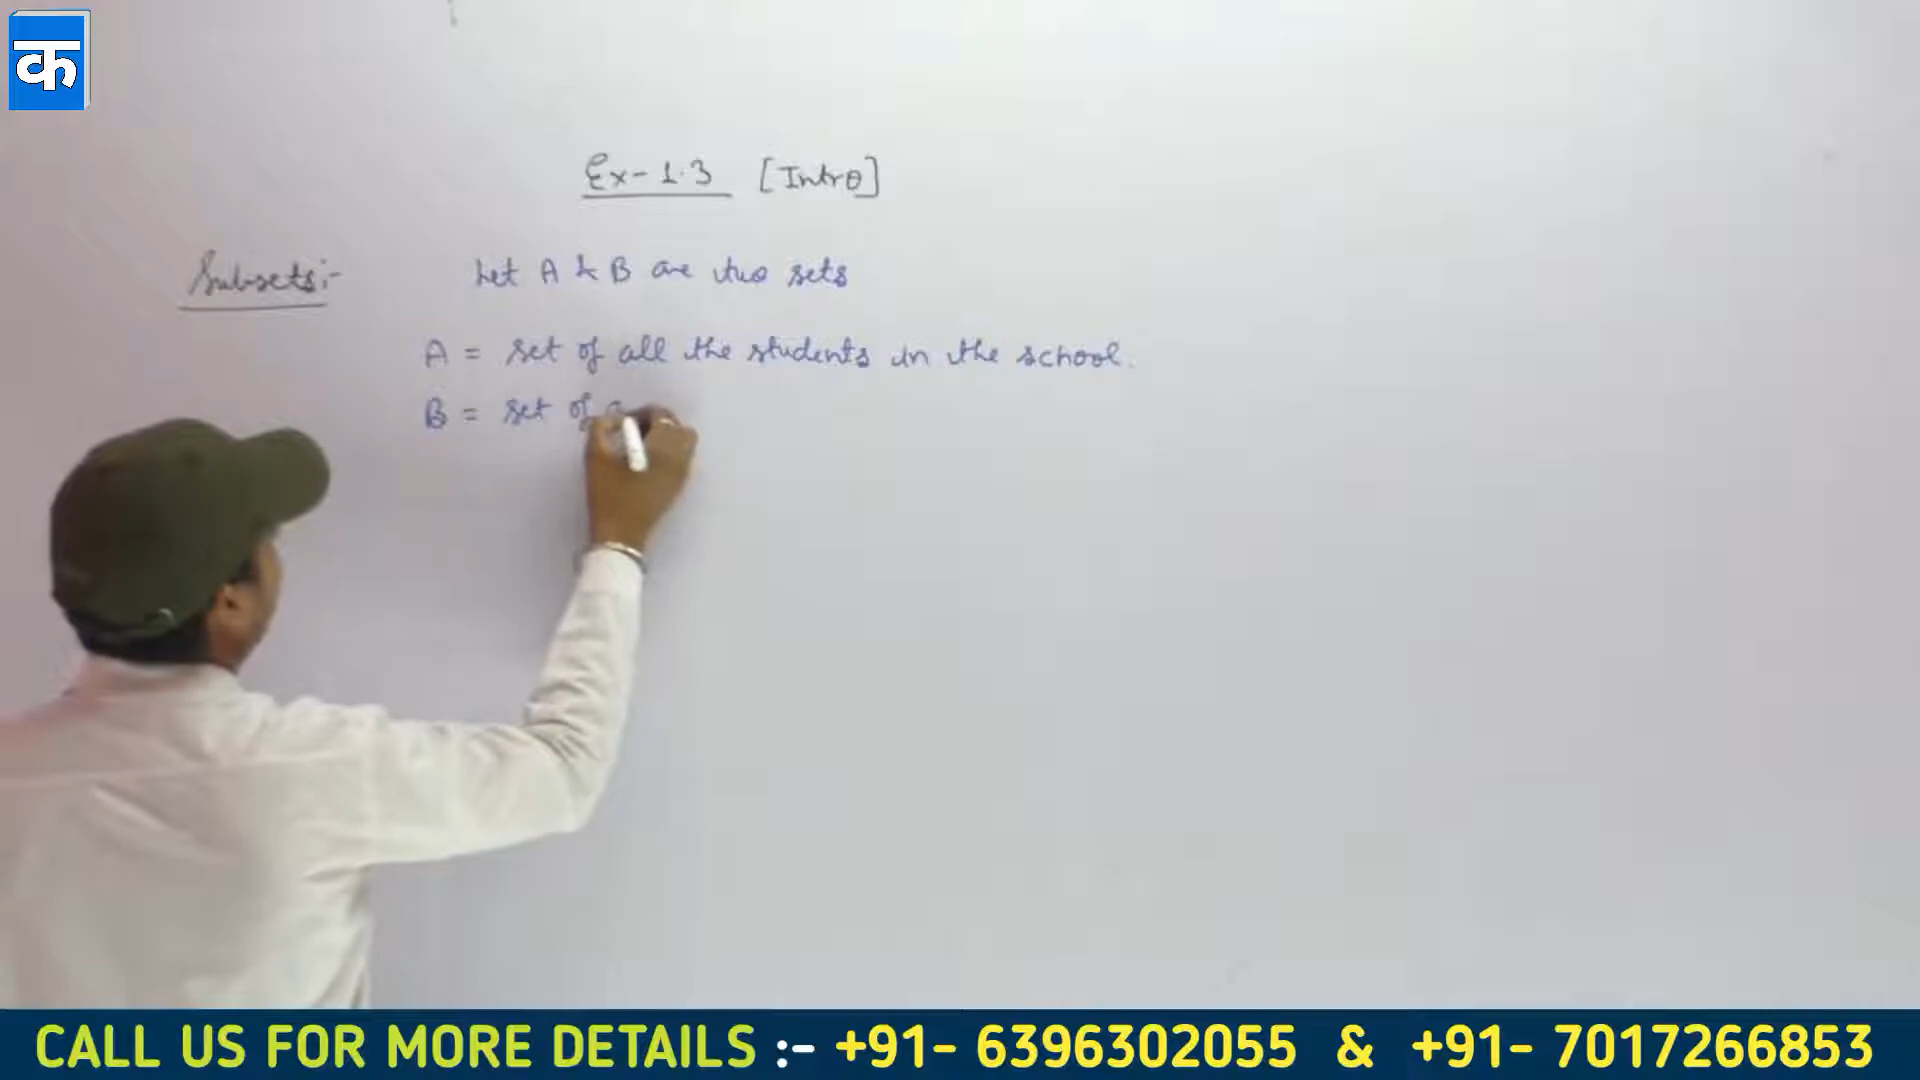 क
Ex-1.3 [Intro]
Subsets:-
Let A & B are two sets
A = set of all the students in the school.
B = set of a
CALL US FOR MORE DETAILS :- +91- 6396302055 & +91- 7017266853